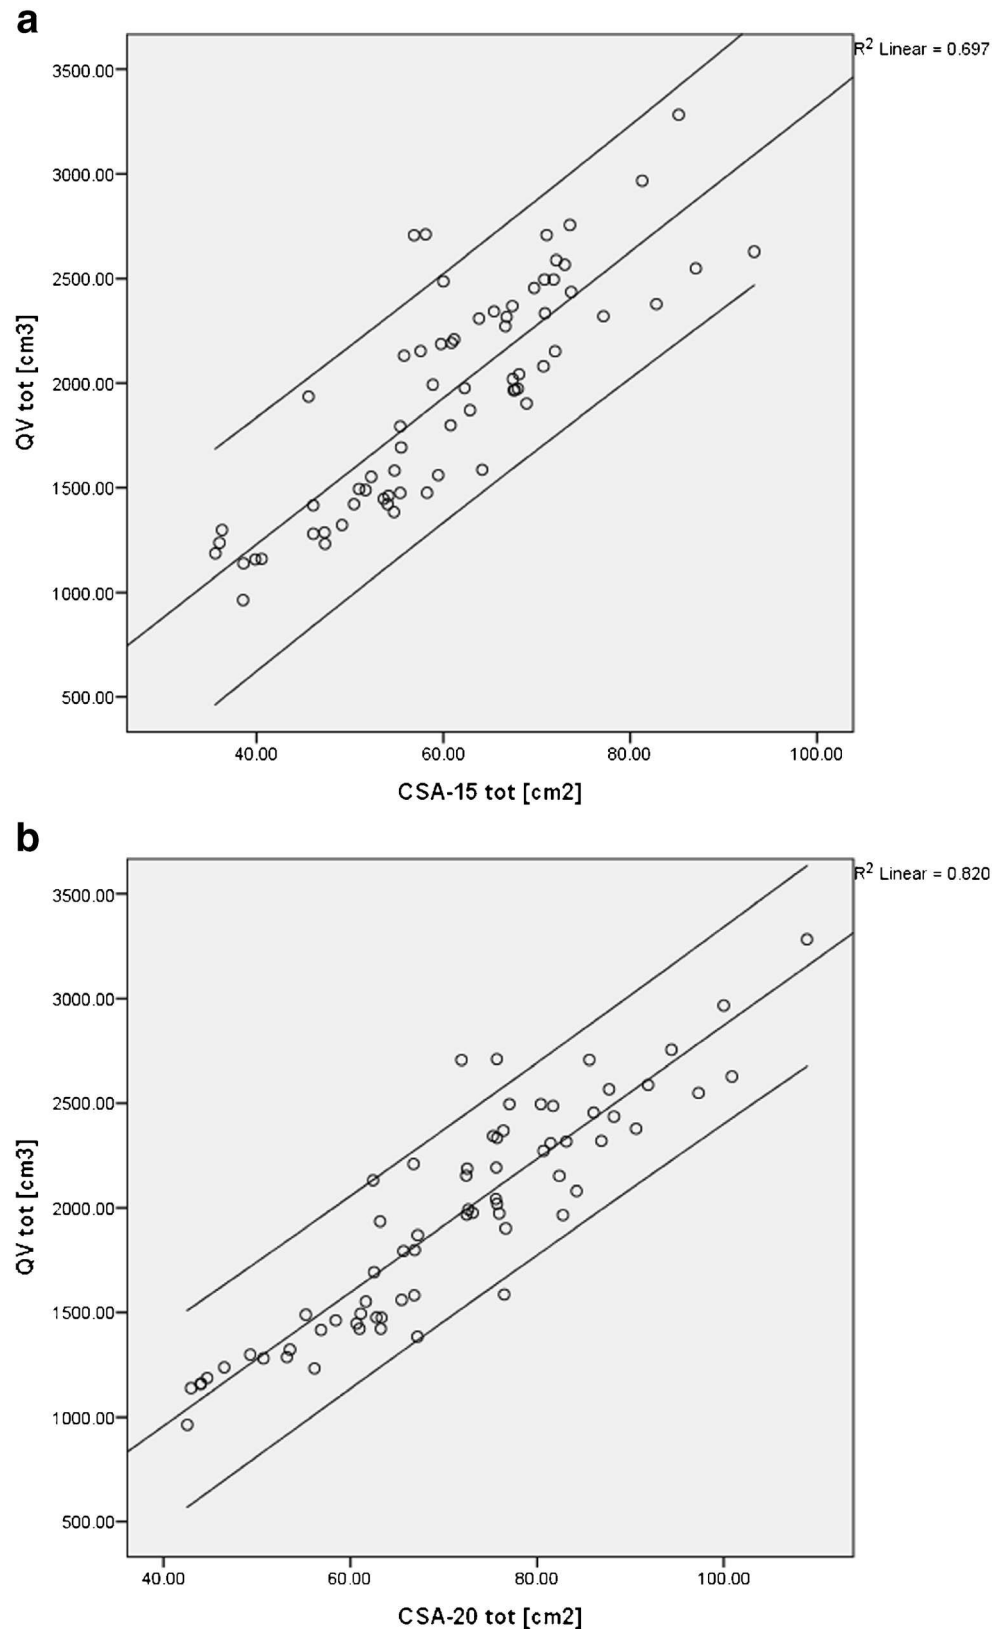 a
R2 Linear = 0.697
3500.00
3000.00
2500.00
2000.00
1500.00
1000.00
500.00
QV tot [cm3]
40.00 60.00 80.00 100.00
CSA-15 tot [cm2]
b
R2 Linear = 0.820
3500.00
3000.00
2500.00
2000.00
1500.00
1000.00
500.00
QV tot [cm3]
40.00 60.00 80.00 100.00
CSA-20 tot [cm2]